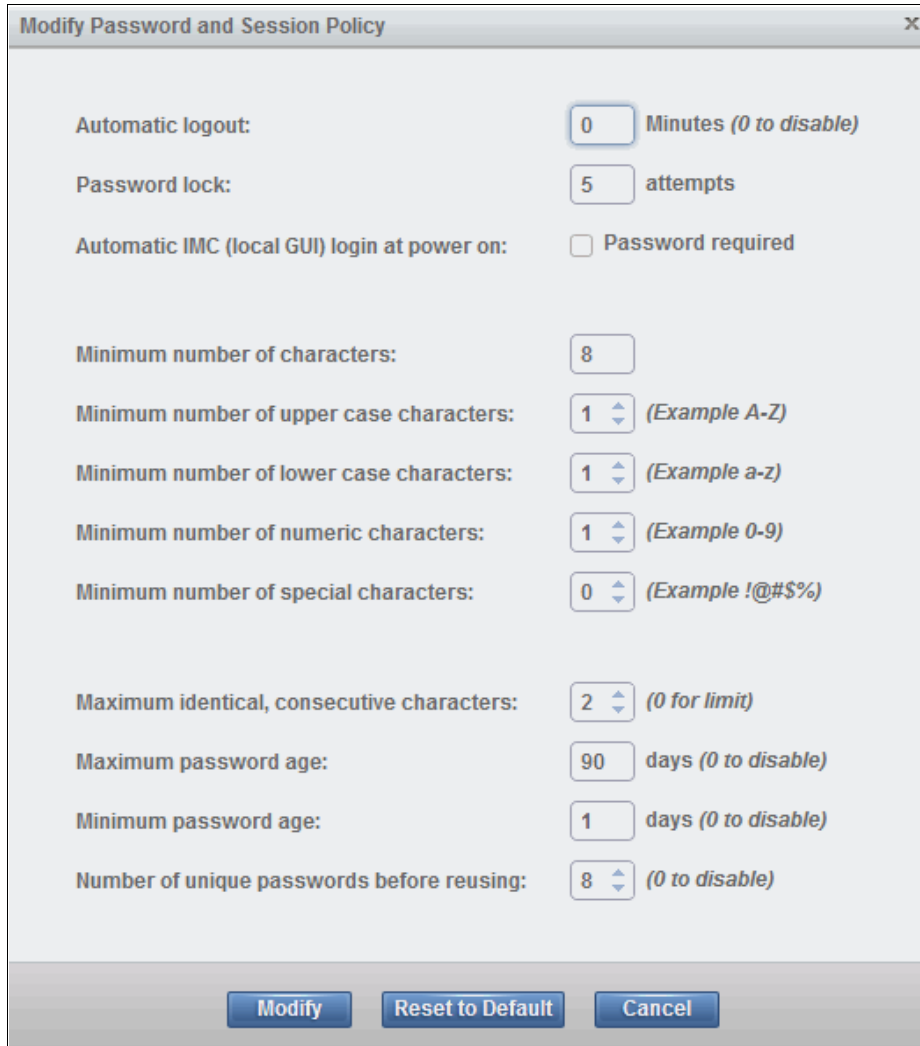 Modify Password and Session Policy x
Automatic logout: 0 Minutes (0 to disable)
Password lock: 5 attempts
Automatic IMC (local GUI) login at power on: Password required
Minimum number of characters: 8
Minimum number of upper case characters: 1 (Example A-Z)
Minimum number of lower case characters: 1 (Example a-z)
Minimum number of numeric characters: 1 (Example 0-9)
Minimum number of special characters: 0 (Example !@#$%)
Maximum identical, consecutive characters: 2 (0 for limit)
Maximum password age: 90 days (0 to disable)
Minimum password age: 1 days (0 to disable)
Number of unique passwords before reusing: 8 (0 to disable)
Modify Reset to Default Cancel